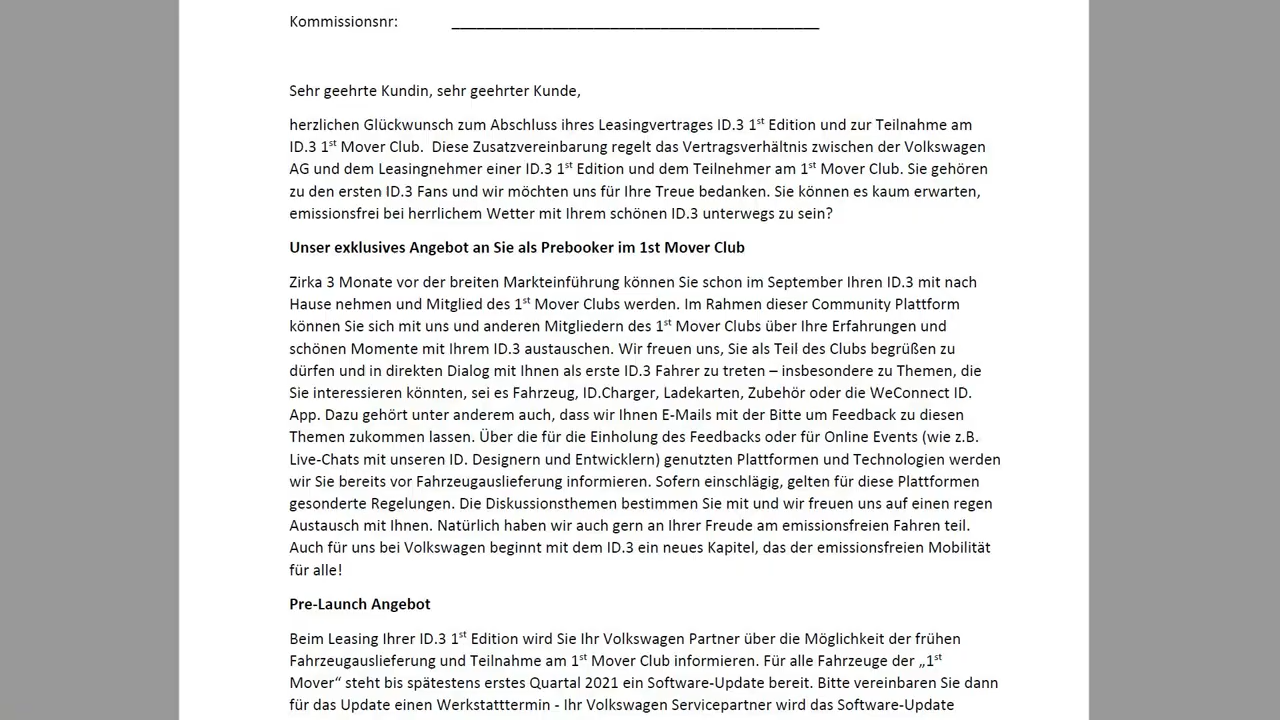 Kommissionsnr: ____________________________________________
Sehr geehrte Kundin, sehr geehrter Kunde,
herzlichen Glückwunsch zum Abschluss ihres Leasingvertrages ID.3 1st Edition und zur Teilnahme am
ID.3 1st Mover Club.  Diese Zusatzvereinbarung regelt das Vertragsverhältnis zwischen der Volkswagen
AG und dem Leasingnehmer einer ID.3 1st Edition und dem Teilnehmer am 1st Mover Club. Sie gehören
zu den ersten ID.3 Fans und wir möchten uns für Ihre Treue bedanken. Sie können es kaum erwarten,
emissionsfrei bei herrlichem Wetter mit Ihrem schönen ID.3 unterwegs zu sein?
Unser exklusives Angebot an Sie als Prebooker im 1st Mover Club
Zirka 3 Monate vor der breiten Markteinführung können Sie schon im September Ihren ID.3 mit nach
Hause nehmen und Mitglied des 1st Mover Clubs werden. Im Rahmen dieser Community Plattform
können Sie sich mit uns und anderen Mitgliedern des 1st Mover Clubs über Ihre Erfahrungen und
schönen Momente mit Ihrem ID.3 austauschen. Wir freuen uns, Sie als Teil des Clubs begrüßen zu
dürfen und in direkten Dialog mit Ihnen als erste ID.3 Fahrer zu treten – insbesondere zu Themen, die
Sie interessieren könnten, sei es Fahrzeug, ID.Charger, Ladekarten, Zubehör oder die WeConnect ID.
App. Dazu gehört unter anderem auch, dass wir Ihnen E-Mails mit der Bitte um Feedback zu diesen
Themen zukommen lassen. Über die für die Einholung des Feedbacks oder für Online Events (wie z.B.
Live-Chats mit unseren ID. Designern und Entwicklern) genutzten Plattformen und Technologien werden
wir Sie bereits vor Fahrzeugauslieferung informieren. Sofern einschlägig, gelten für diese Plattformen
gesonderte Regelungen. Die Diskussionsthemen bestimmen Sie mit und wir freuen uns auf einen regen
Austausch mit Ihnen. Natürlich haben wir auch gern an Ihrer Freude am emissionsfreien Fahren teil.
Auch für uns bei Volkswagen beginnt mit dem ID.3 ein neues Kapitel, das der emissionsfreien Mobilität
für alle!
Pre-Launch Angebot
Beim Leasing Ihrer ID.3 1st Edition wird Sie Ihr Volkswagen Partner über die Möglichkeit der frühen
Fahrzeugauslieferung und Teilnahme am 1st Mover Club informieren. Für alle Fahrzeuge der „1st
Mover“ steht bis spätestens erstes Quartal 2021 ein Software-Update bereit. Bitte vereinbaren Sie dann
für das Update einen Werkstatttermin - Ihr Volkswagen Servicepartner wird das Software-Update